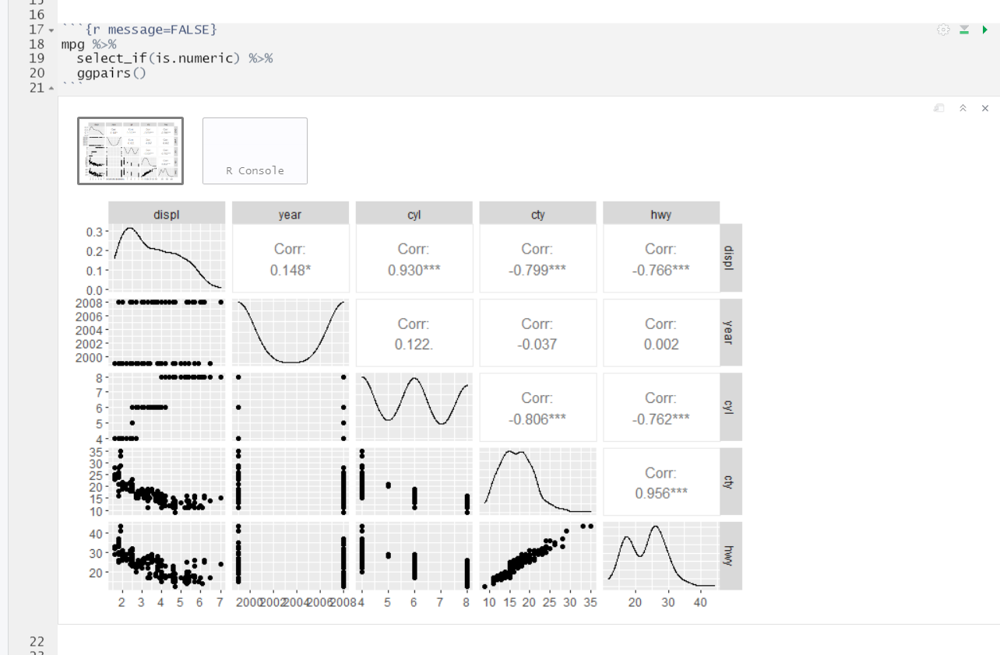 16
17 ```{r message=FALSE}
18 mpg %>%
19   select_if(is.numeric) %>%
20   ggpairs()
21 ```
R Console
displ year cyl cty hwy
0.3
0.2
0.1
0.0
Corr:
0.148*
Corr:
0.930***
Corr:
-0.799***
Corr:
-0.766***
displ
2008
2006
2004
2002
2000
Corr:
0.122.
Corr:
-0.037
Corr:
0.002
year
8
7
6
5
4
Corr:
-0.806***
Corr:
-0.762***
cyl
35
30
25
20
15
10
Corr:
0.956***
cty
40
30
20
hwy
2 3 4 5 6 7 2000 2002 2004 2006 2008 4 5 6 7 8 10 15 20 25 30 35 20 30 40
22